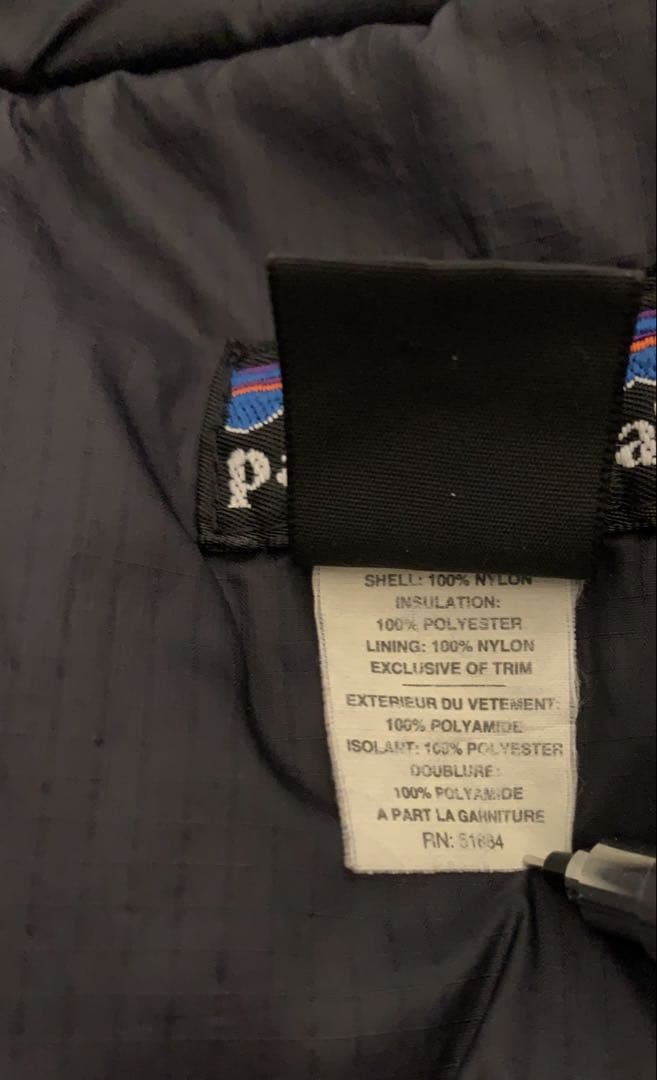 pa
a
SHELL: 100% NYLON
INSULATION:
100% POLYESTER
LINING: 100% NYLON
EXCLUSIVE OF TRIM
EXTERIEUR DU VETEMENT:
100% POLYAMIDE
ISOLANT: 100% POLYESTER
DOUBLURE:
100% POLYAMIDE
A PART LA GARNITURE
RN: 51884